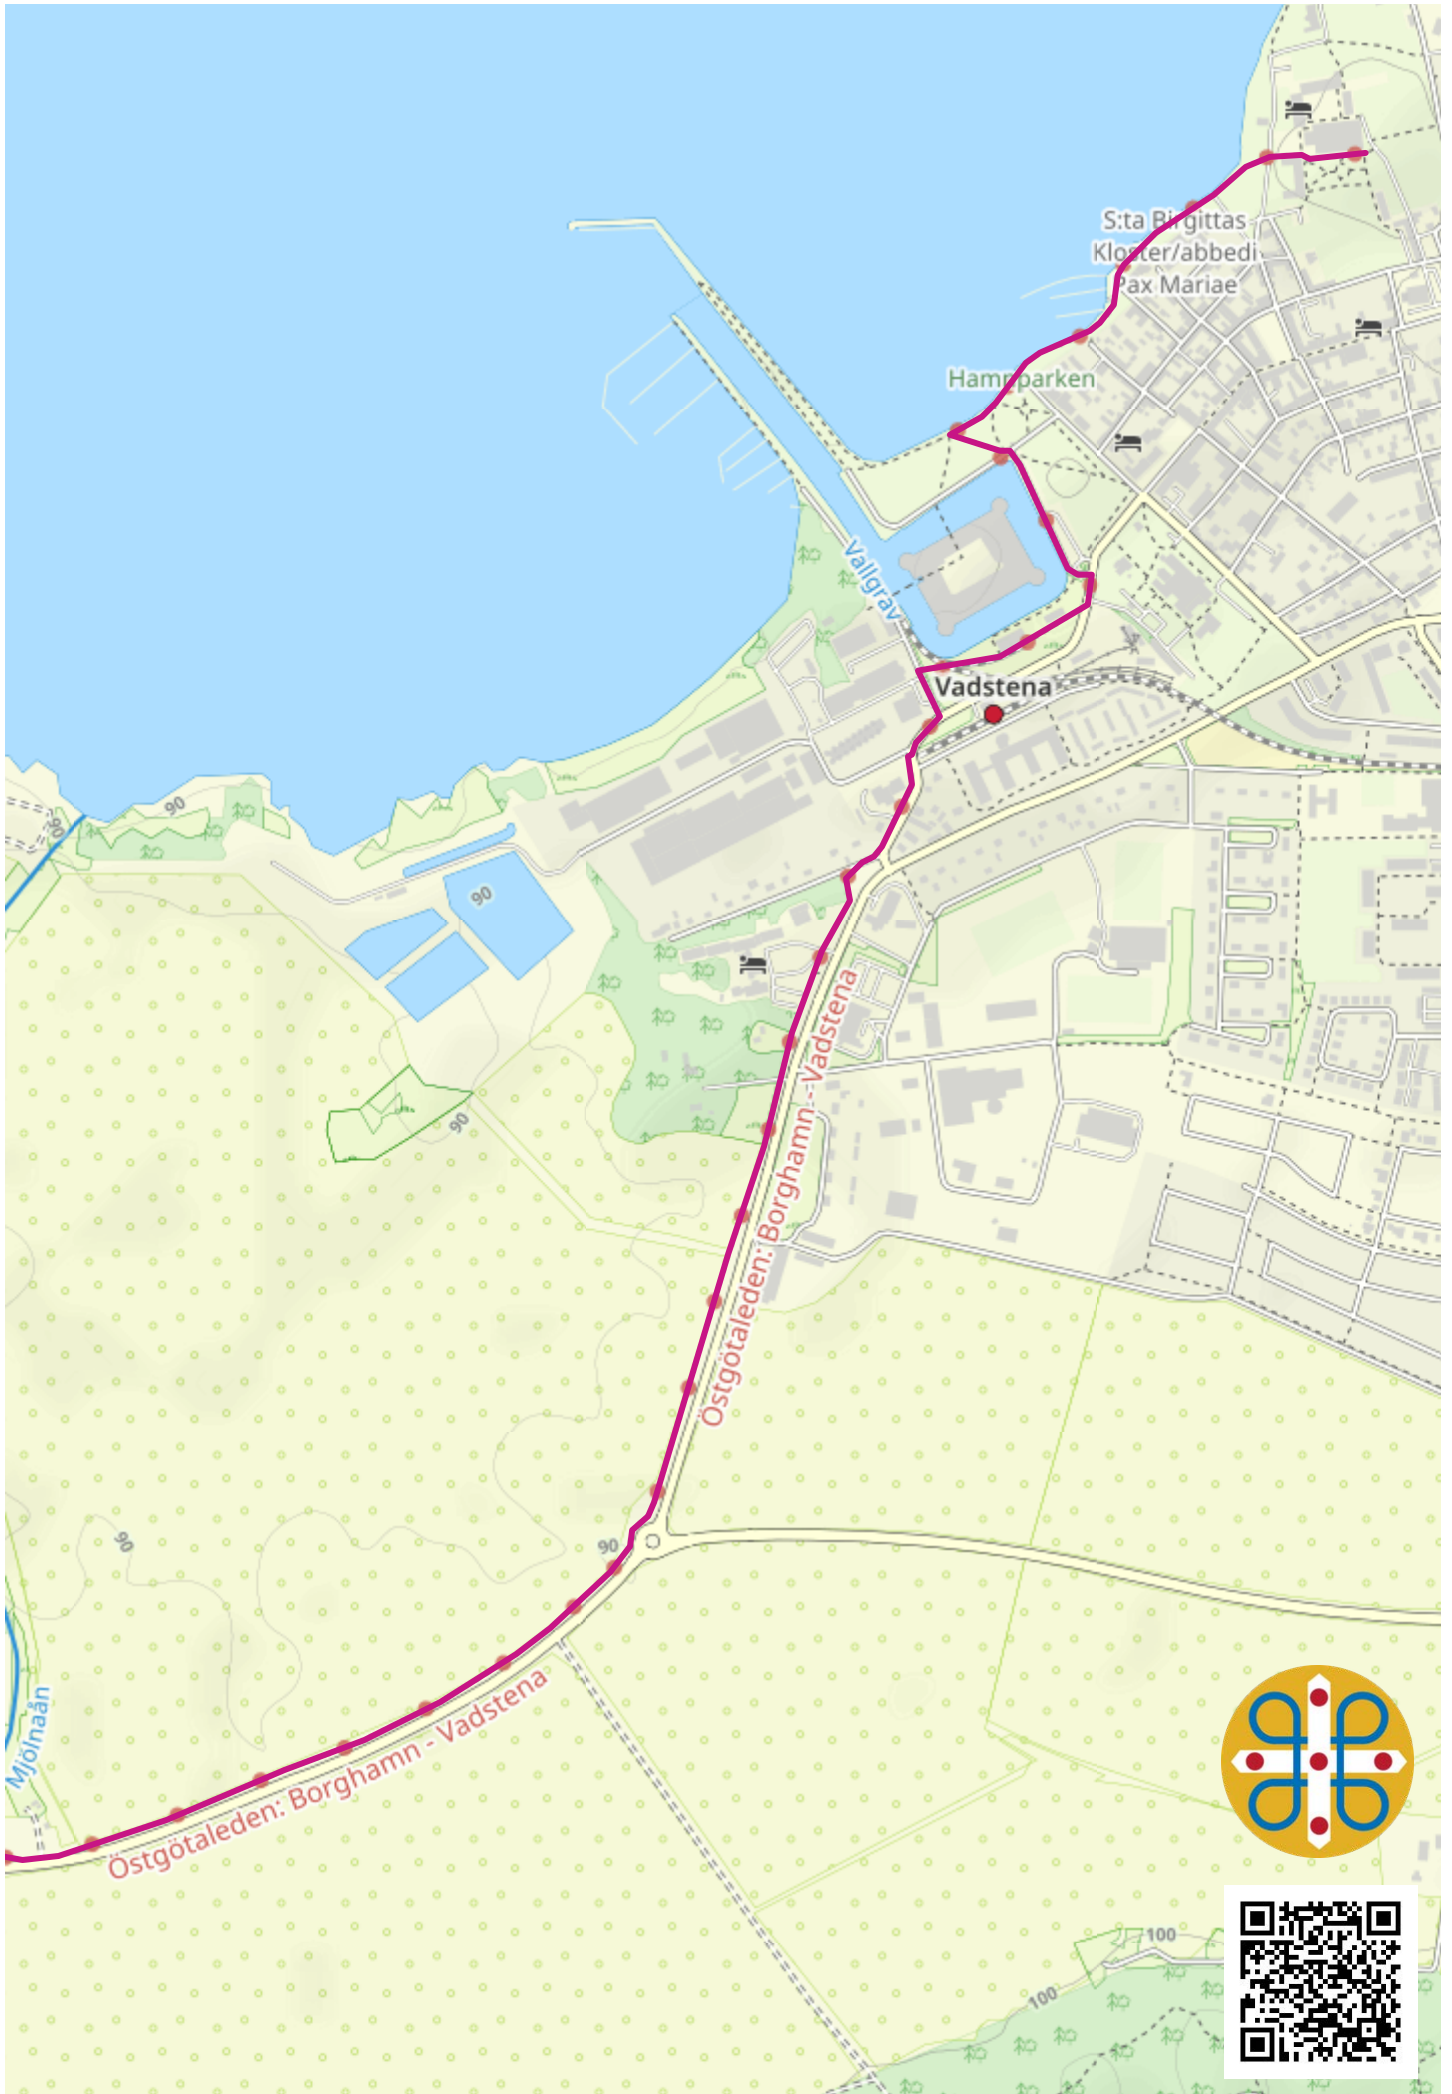 S:ta Birgittas
Kloster/abbedi
Pax Mariae
Hamnparken
Vallgrav
Vadstena
90
90
90
90
Östgötaleden: Borghamn - Vadstena
90
90
Östgötaleden: Borghamn - Vadstena
Mjölnaån
100
100